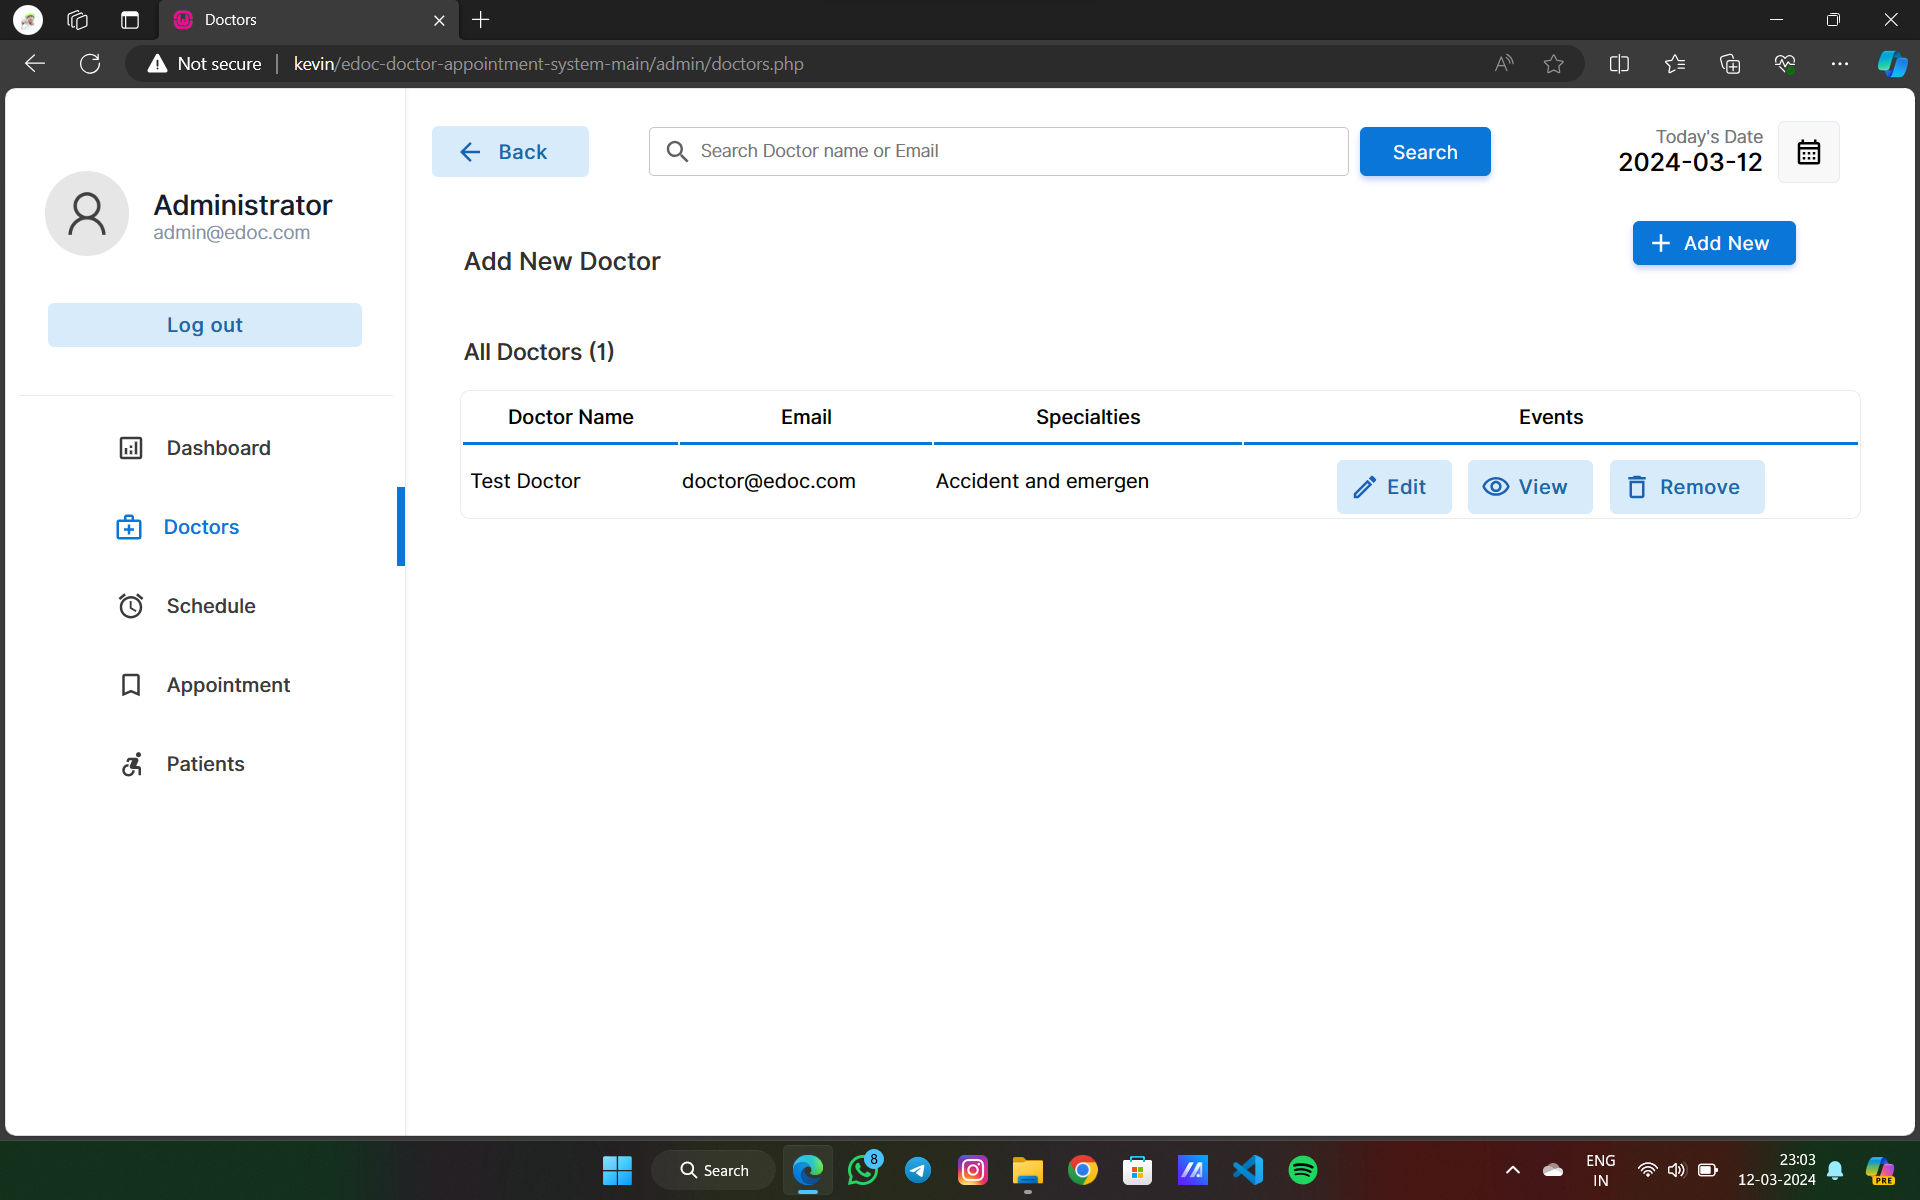 Doctors
Not secure
kevin/edoc-doctor-appointment-system-main/admin/doctors.php
Administrator
admin@edoc.com
Log out
Dashboard
Doctors
Schedule
Appointment
Patients
Back
Search Doctor name or Email
Search
Today's Date
2024-03-12
Add New Doctor
Add New
All Doctors (1)
Doctor Name Email Specialties Events
Test Doctor doctor@edoc.com Accident and emergen Edit View Remove
Search
8
ENG
IN
23:03
12-03-2024
PRE